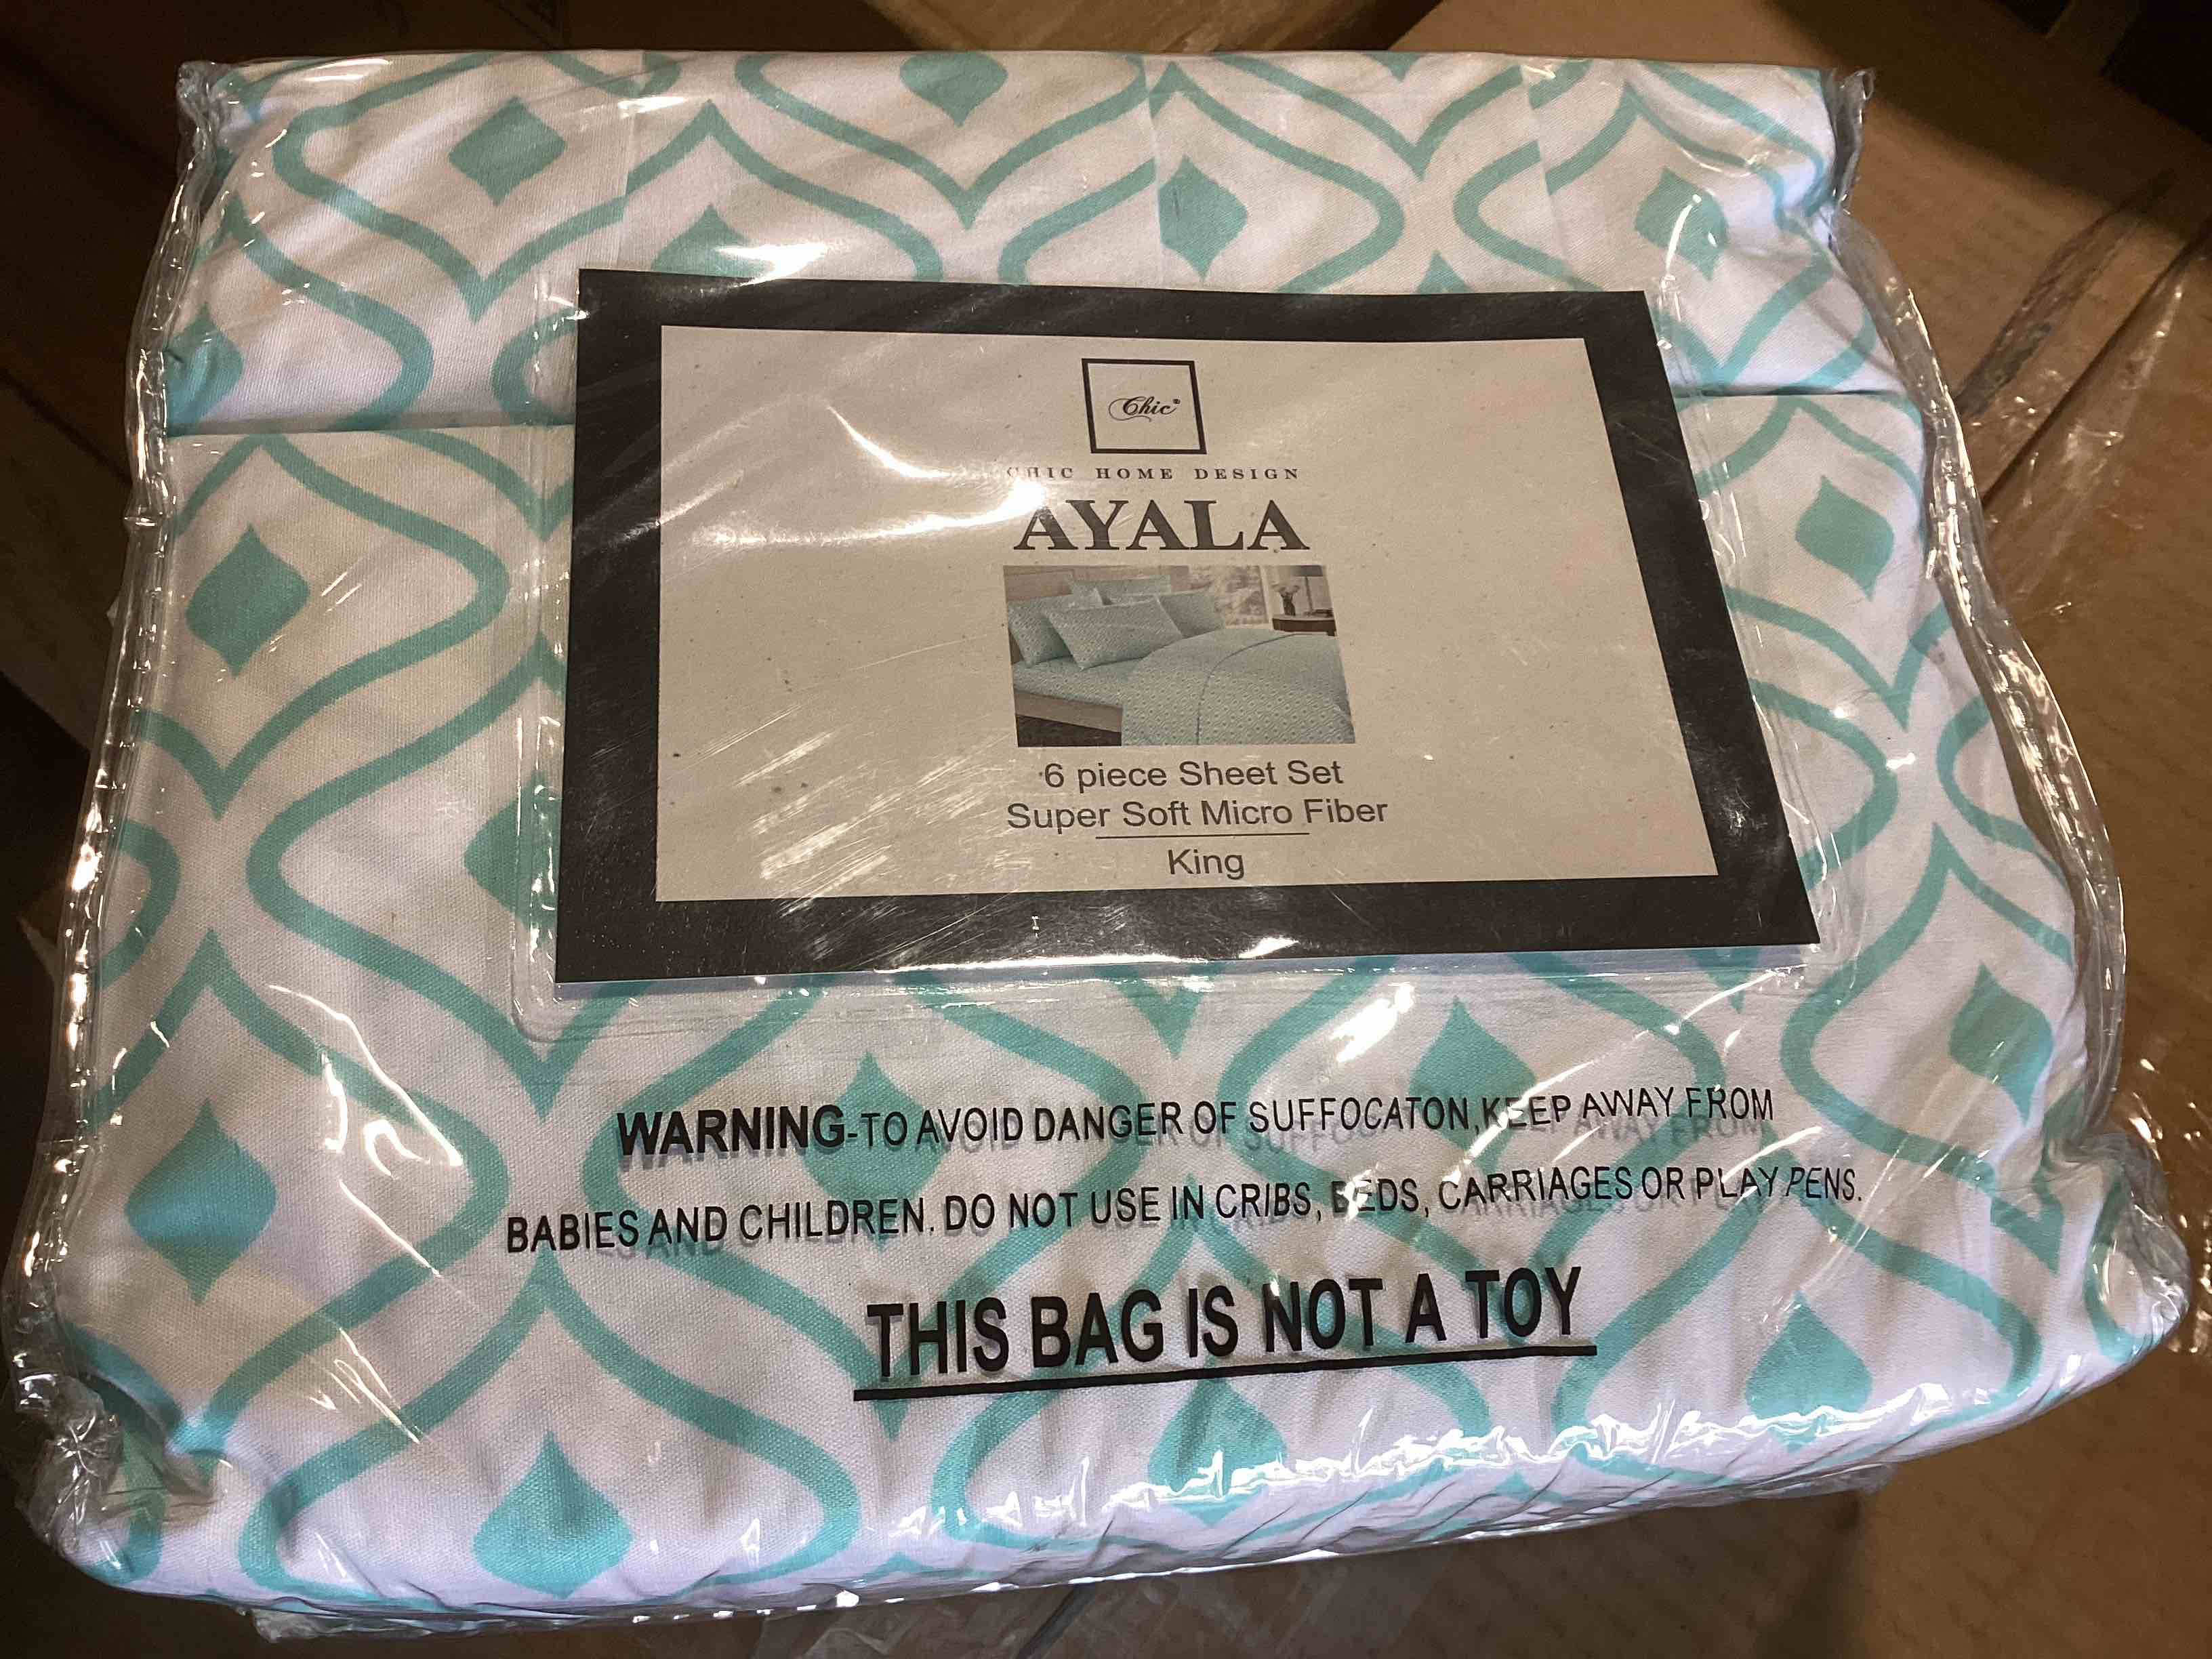 Chic®
CHIC HOME DESIGN
AYALA
6 piece Sheet Set
Super Soft Micro Fiber
King
WARNING-TO AVOID DANGER OF SUFFOCATON,KEEP AWAY FROM
BABIES AND CHILDREN. DO NOT USE IN CRIBS, BEDS, CARRIAGES OR PLAY PENS.
THIS BAG IS NOT A TOY